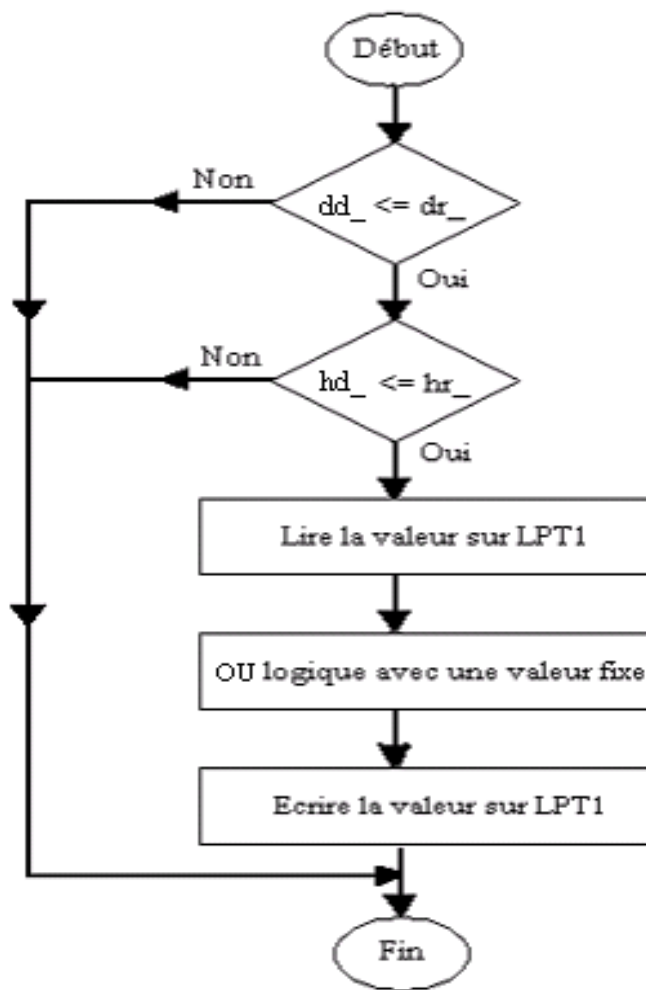 Début
Non
dd_ <= dr_
Oui
Non
hd_ <= hr_
Oui
Lire la valeur sur LPT1
OU logique avec une valeur fixe
Ecrire la valeur sur LPT1
Fin